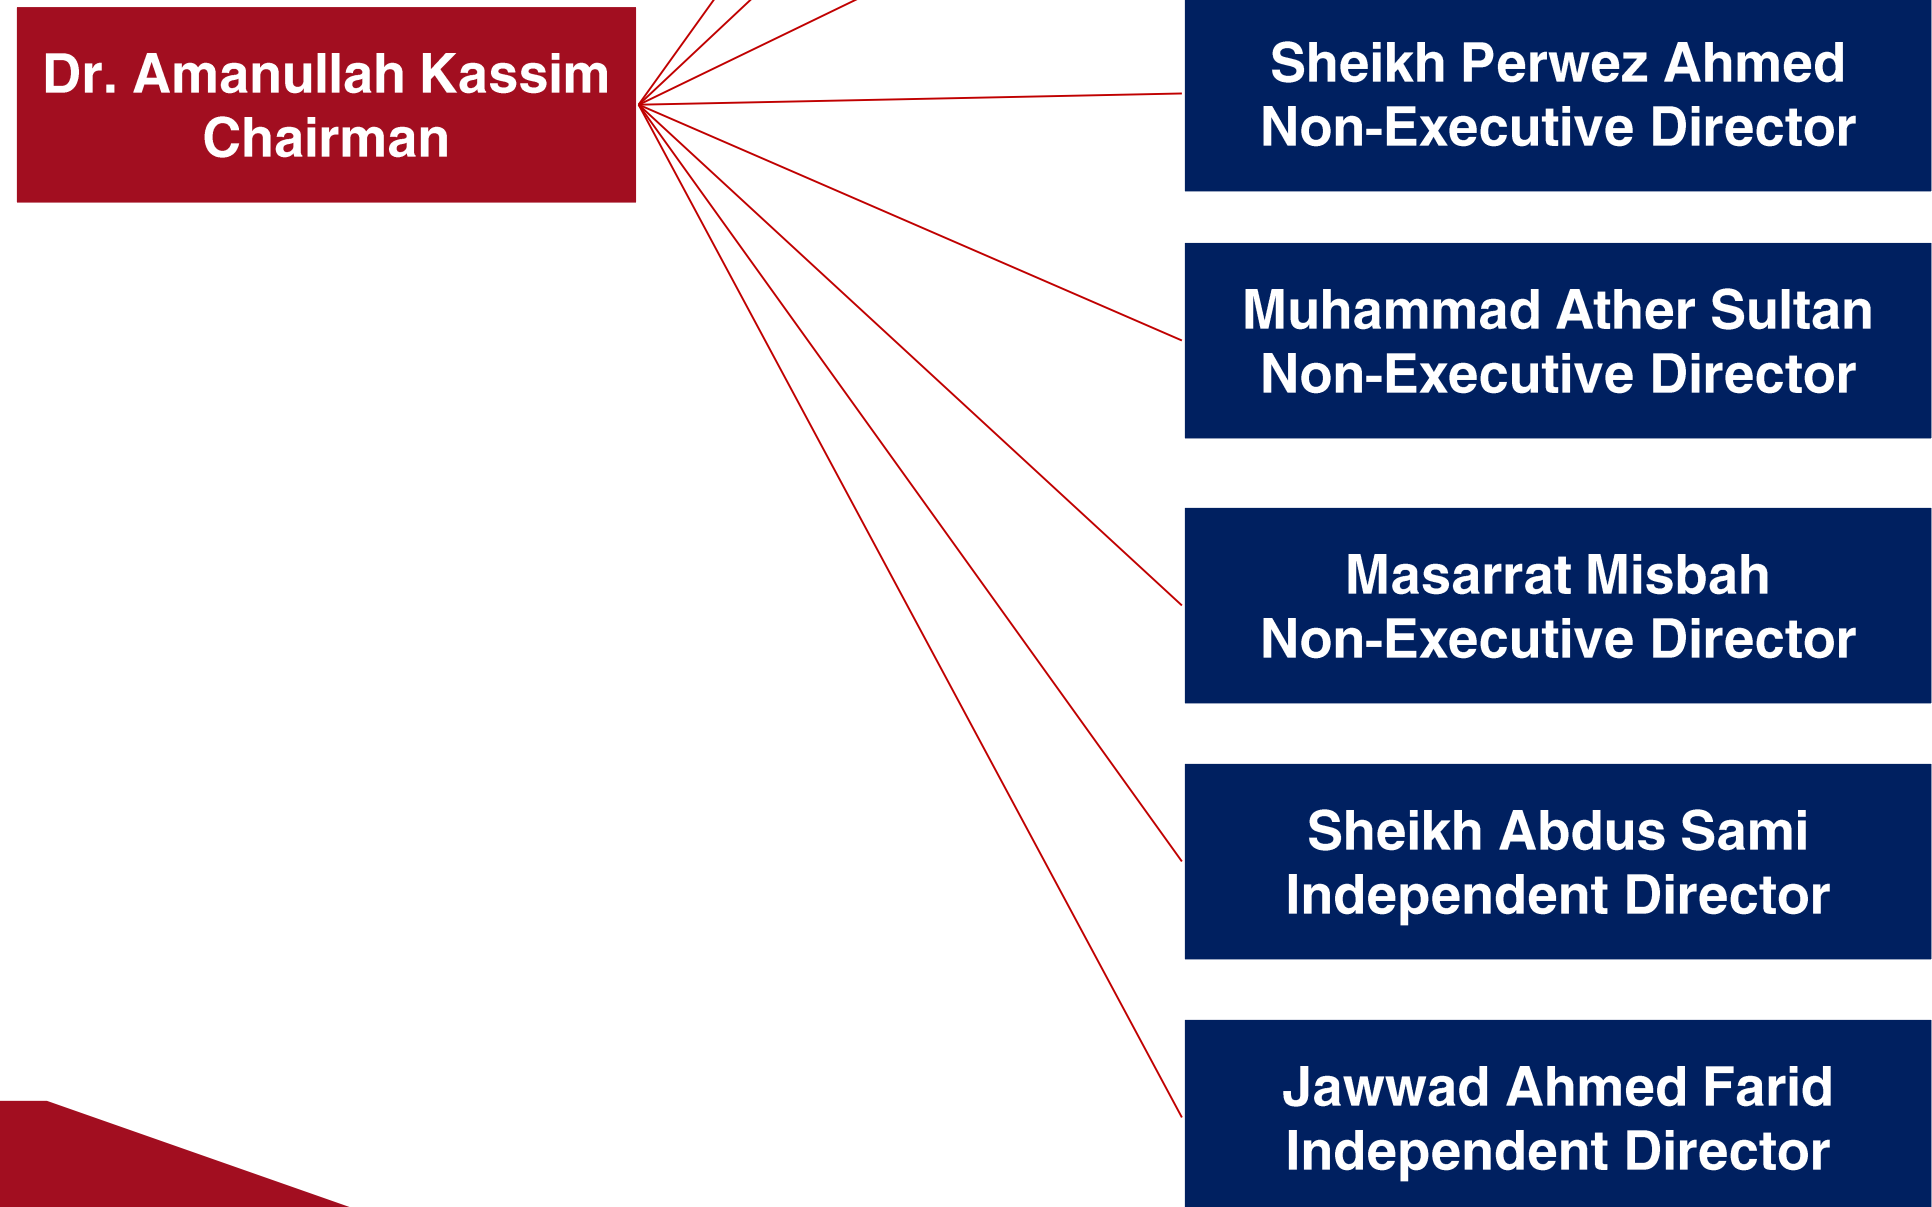 Dr. Amanullah Kassim
Chairman
Sheikh Perwez Ahmed
Non-Executive Director
Muhammad Ather Sultan
Non-Executive Director
Masarrat Misbah
Non-Executive Director
Sheikh Abdus Sami
Independent Director
Jawwad Ahmed Farid
Independent Director